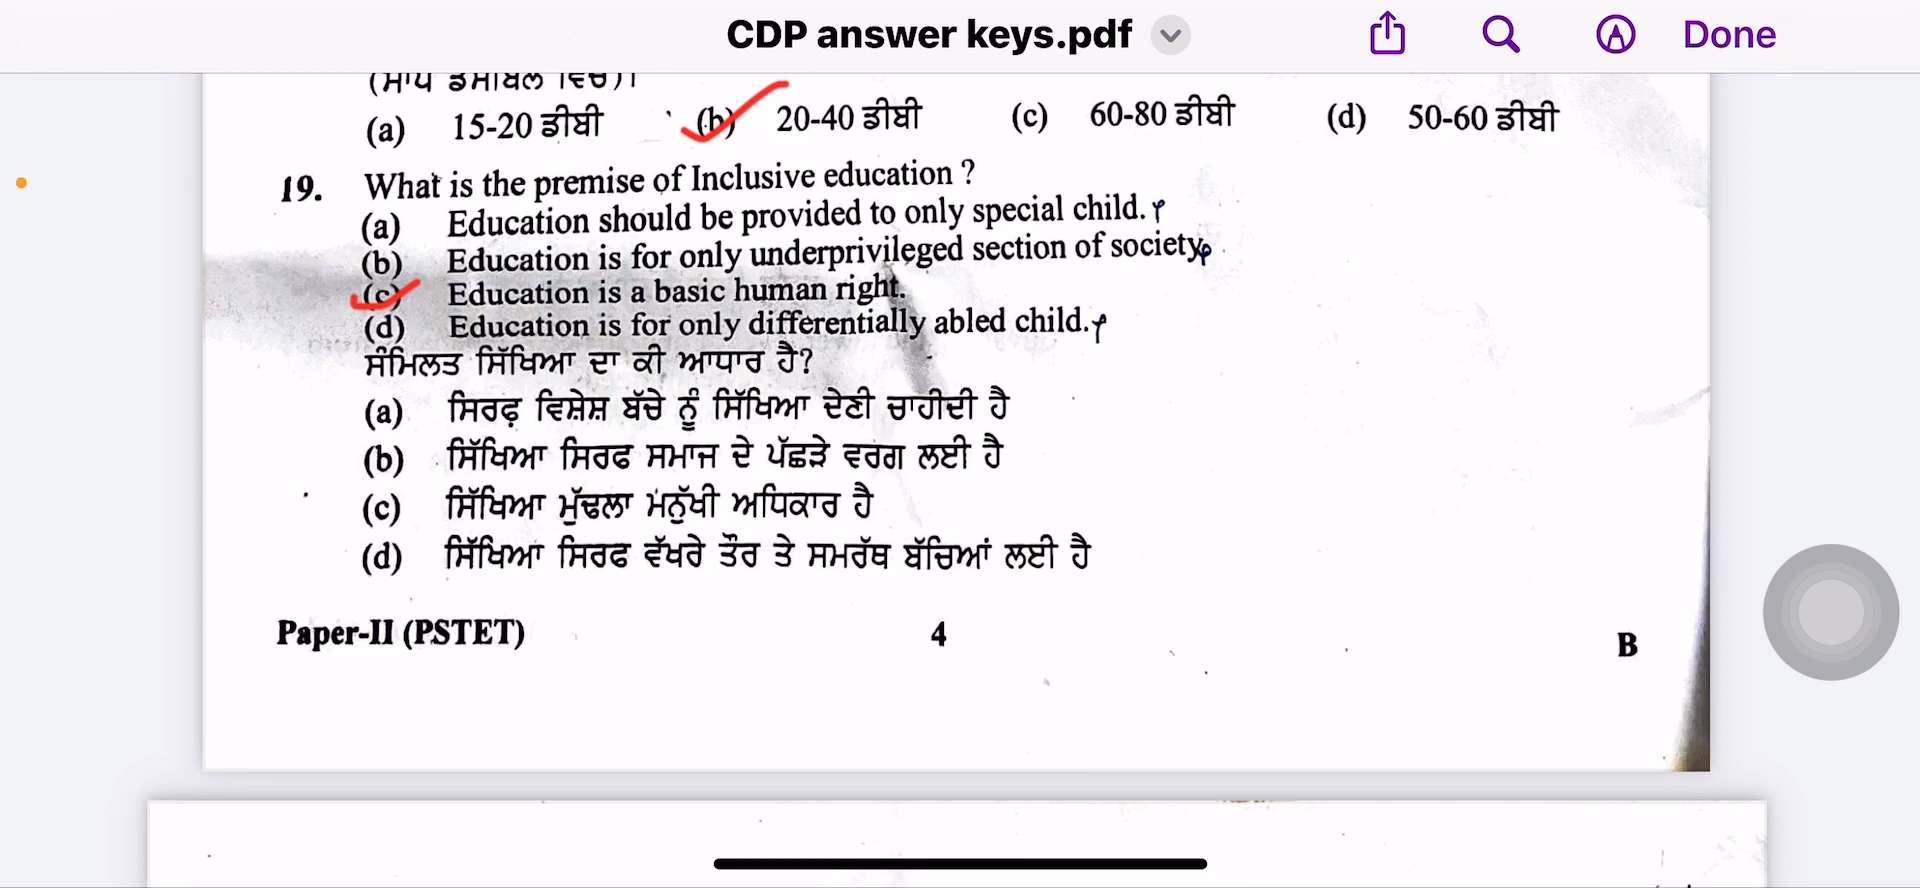 CDP answer keys.pdf
Done
(ਮਾਪ ਡੈਸੀਬਲ ਵਿਚ)।
(a) 15-20 ਡੀਬੀ (b) 20-40 ਡੀਬੀ (c) 60-80 ਡੀਬੀ (d) 50-60 ਡੀਬੀ
19. What is the premise of Inclusive education ?
(a) Education should be provided to only special child.
(b) Education is for only underprivileged section of society.
(c) Education is a basic human right.
(d) Education is for only differentially abled child.
ਸੰਮਿਲਤ ਸਿੱਖਿਆ ਦਾ ਕੀ ਆਧਾਰ ਹੈ?
(a) ਸਿਰਫ਼ ਵਿਸ਼ੇਸ਼ ਬੱਚੇ ਨੂੰ ਸਿੱਖਿਆ ਦੇਣੀ ਚਾਹੀਦੀ ਹੈ
(b) ਸਿੱਖਿਆ ਸਿਰਫ ਸਮਾਜ ਦੇ ਪੱਛੜੇ ਵਰਗ ਲਈ ਹੈ
(c) ਸਿੱਖਿਆ ਮੁੱਢਲਾ ਮਨੁੱਖੀ ਅਧਿਕਾਰ ਹੈ
(d) ਸਿੱਖਿਆ ਸਿਰਫ ਵੱਖਰੇ ਤੌਰ ਤੇ ਸਮਰੱਥ ਬੱਚਿਆਂ ਲਈ ਹੈ
Paper-II (PSTET) 4 B